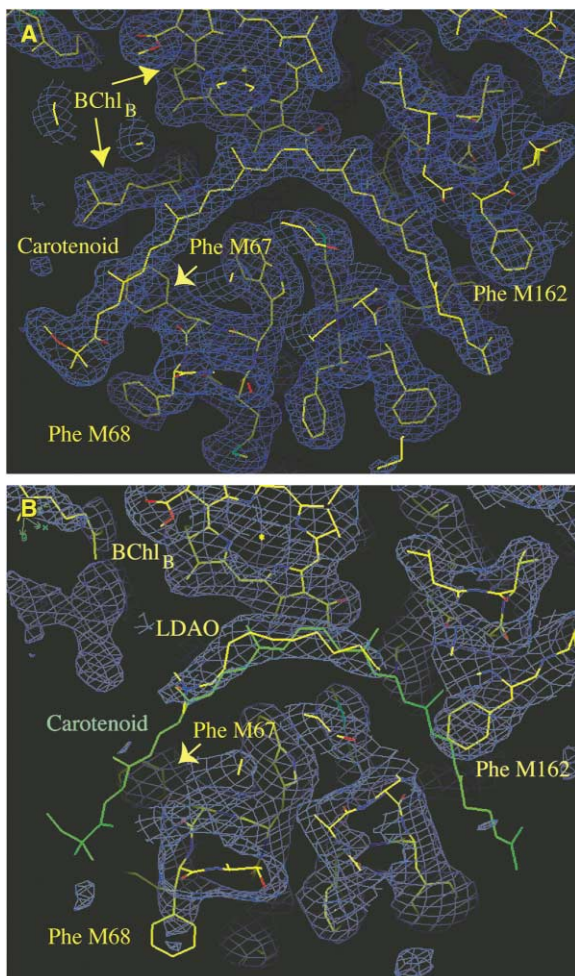 A
BChl B
Carotenoid
Phe M67
Phe M162
Phe M68
B
BChl B
LDAO
Carotenoid
Phe M67
Phe M162
Phe M68